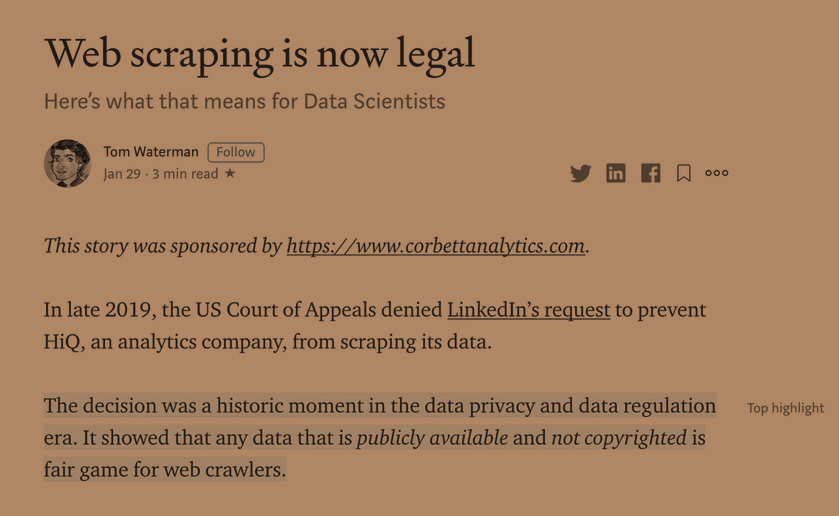 Web scraping is now legal
Here's what that means for Data Scientists
Tom Waterman Follow
Jan 29 · 3 min read ★
This story was sponsored by https://www.corbettanalytics.com.
In late 2019, the US Court of Appeals denied LinkedIn's request to prevent
HiQ, an analytics company, from scraping its data.
The decision was a historic moment in the data privacy and data regulation
Top highlight
era. It showed that any data that is publicly available and not copyrighted is
fair game for web crawlers.